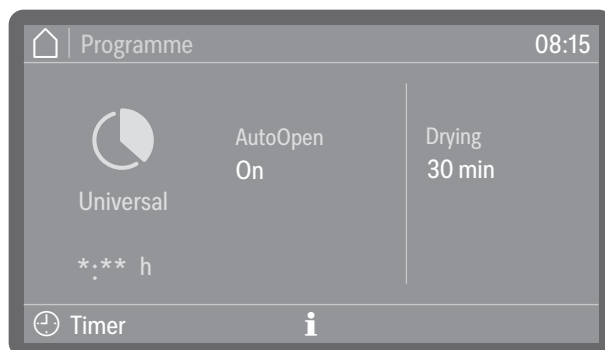 Programme 08:15
AutoOpen Drying
On 30 min
Universal
*:** h
Timer i